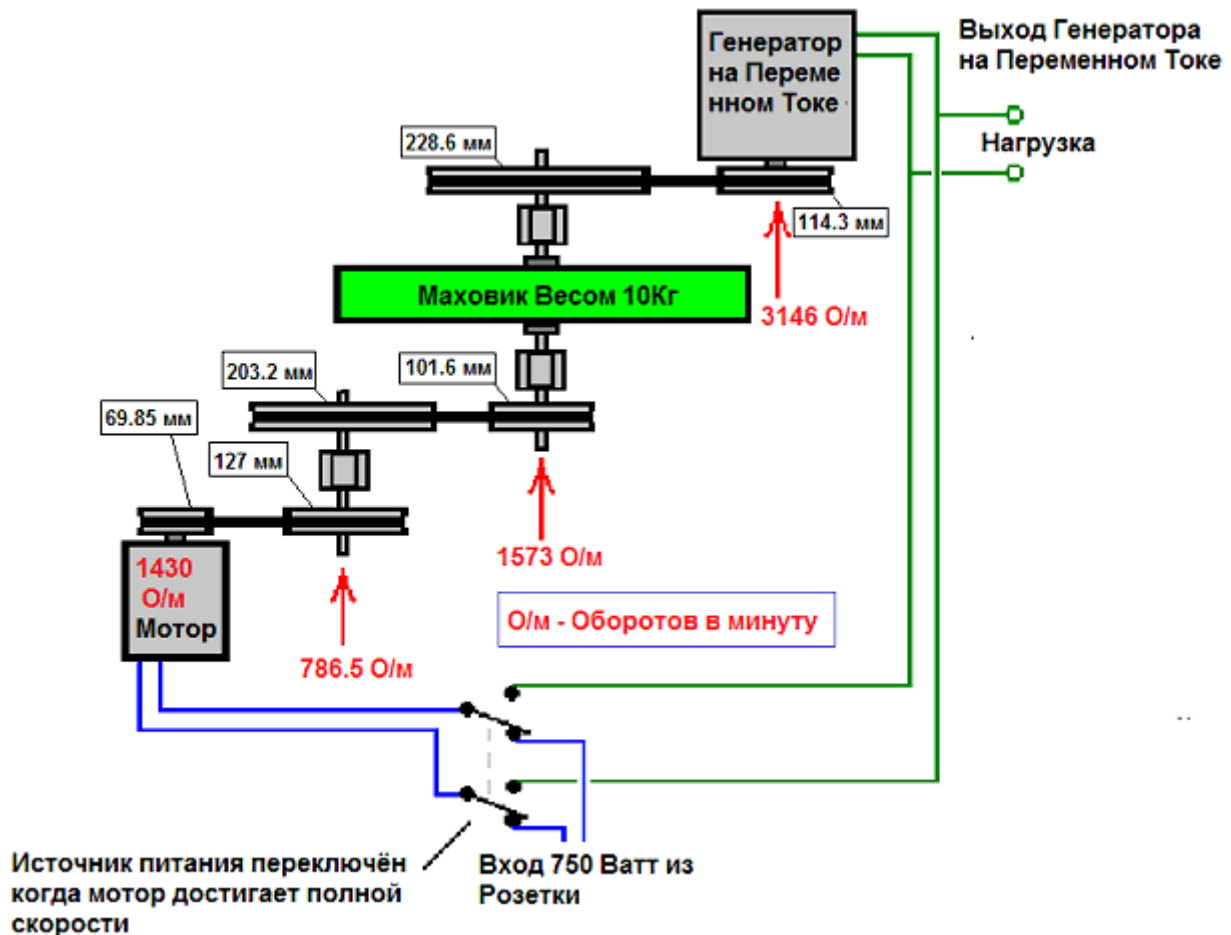 Генератор
на Переме
нном Токе
Выход Генератора
на Переменном Токе
Нагрузка
228.6 мм
114.3 мм
Маховик Весом 10Кг
3146 О/м
203.2 мм
101.6 мм
69.85 мм
127 мм
1430
О/м
Мотор
1573 О/м
О/м - Оборотов в минуту
786.5 О/м
Источник питания переключён
когда мотор достигает полной
скорости
Вход 750 Ватт из
Розетки